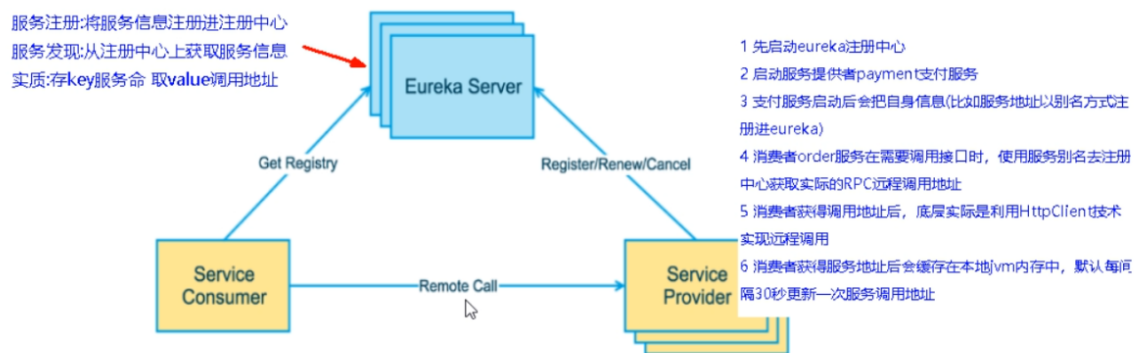 服务注册:将服务信息注册进注册中心
服务发现:从注册中心上获取服务信息
实质:存key服务命 取value调用地址
Eureka Server
Get Registry
Register/Renew/Cancel
Service
Consumer
Remote Call
Service
Provider
1 先启动eureka注册中心
2 启动服务提供者payment支付服务
3 支付服务启动后会把自身信息(比如服务地址以别名方式注
册进eureka)
4 消费者order服务在需要调用接口时，使用服务别名去注册
中心获取实际的RPC远程调用地址
5 消费者获得调用地址后，底层实际是利用HttpClient技术
实现远程调用
6 消费者获得服务地址后会缓存在本地jvm内存中，默认每间
隔30秒更新一次服务调用地址